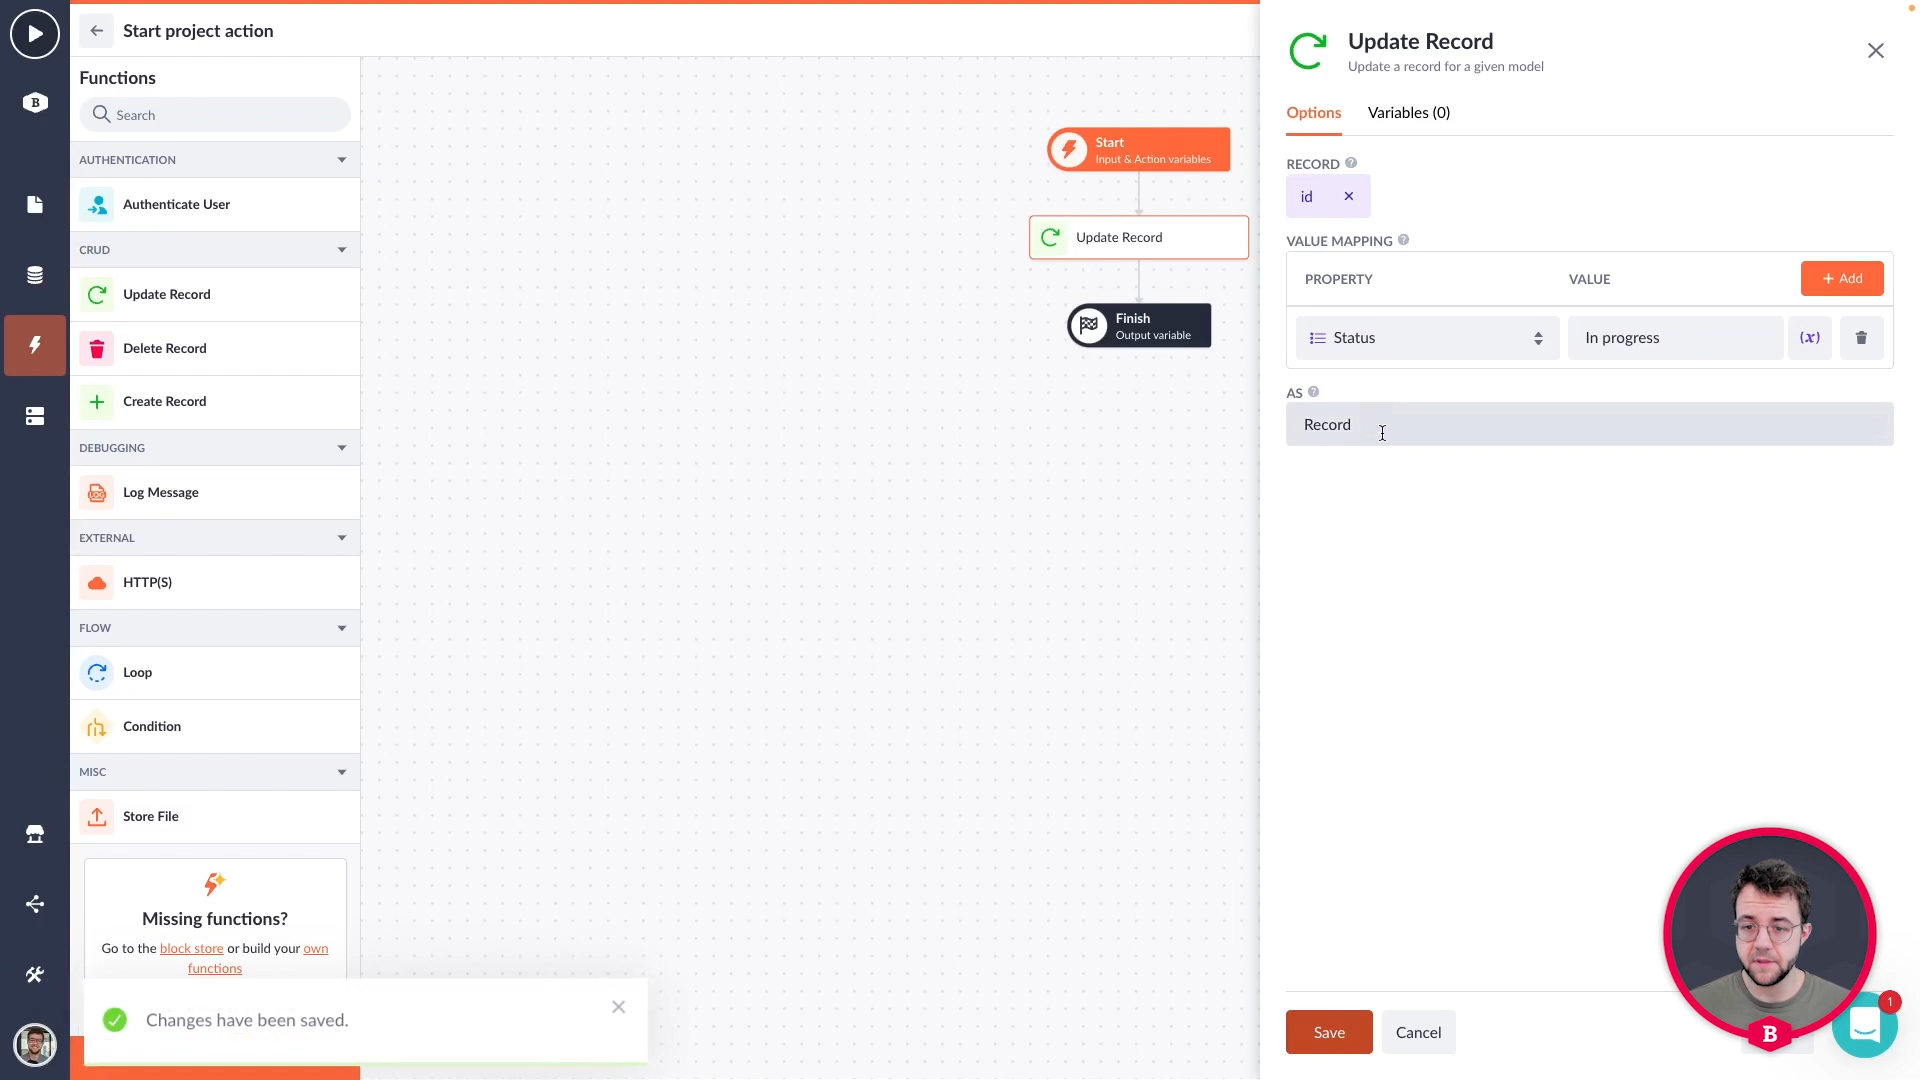 Start project action
Functions
Search
AUTHENTICATION
Authenticate User
CRUD
Update Record
Delete Record
Create Record
DEBUGGING
Log Message
EXTERNAL
HTTP(S)
FLOW
Loop
Condition
MISC
Store File
Missing functions?
Go to the block store or build your own
functions
Changes have been saved.
Start
Input & Action variables
Update Record
Finish
Output variable
Update Record
Update a record for a given model
Options Variables (0)
RECORD
id
VALUE MAPPING
PROPERTY VALUE + Add
Status In progress (x)
AS
Record
Save Cancel
B
B
1